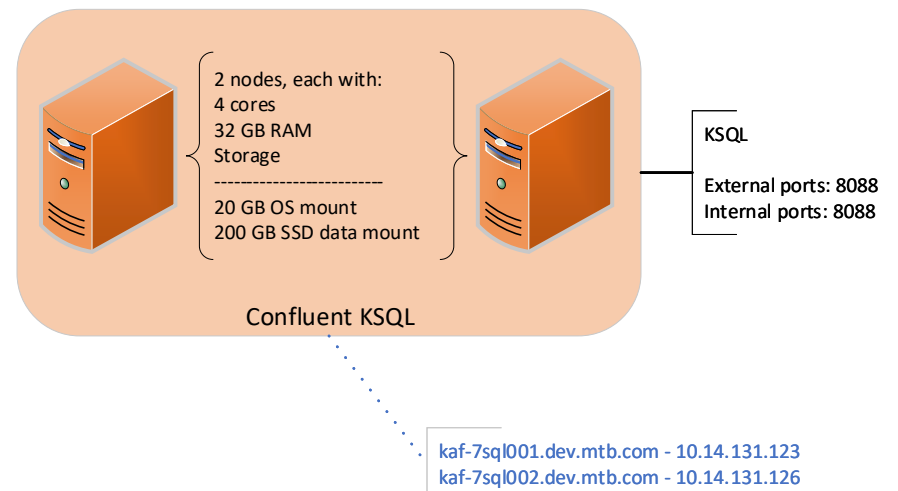 2 nodes, each with:
4 cores
32 GB RAM
Storage
--------------------------
20 GB OS mount
200 GB SSD data mount
Confluent KSQL
KSQL
External ports: 8088
Internal ports: 8088
kaf-7sql001.dev.mtb.com - 10.14.131.123
kaf-7sql002.dev.mtb.com - 10.14.131.126